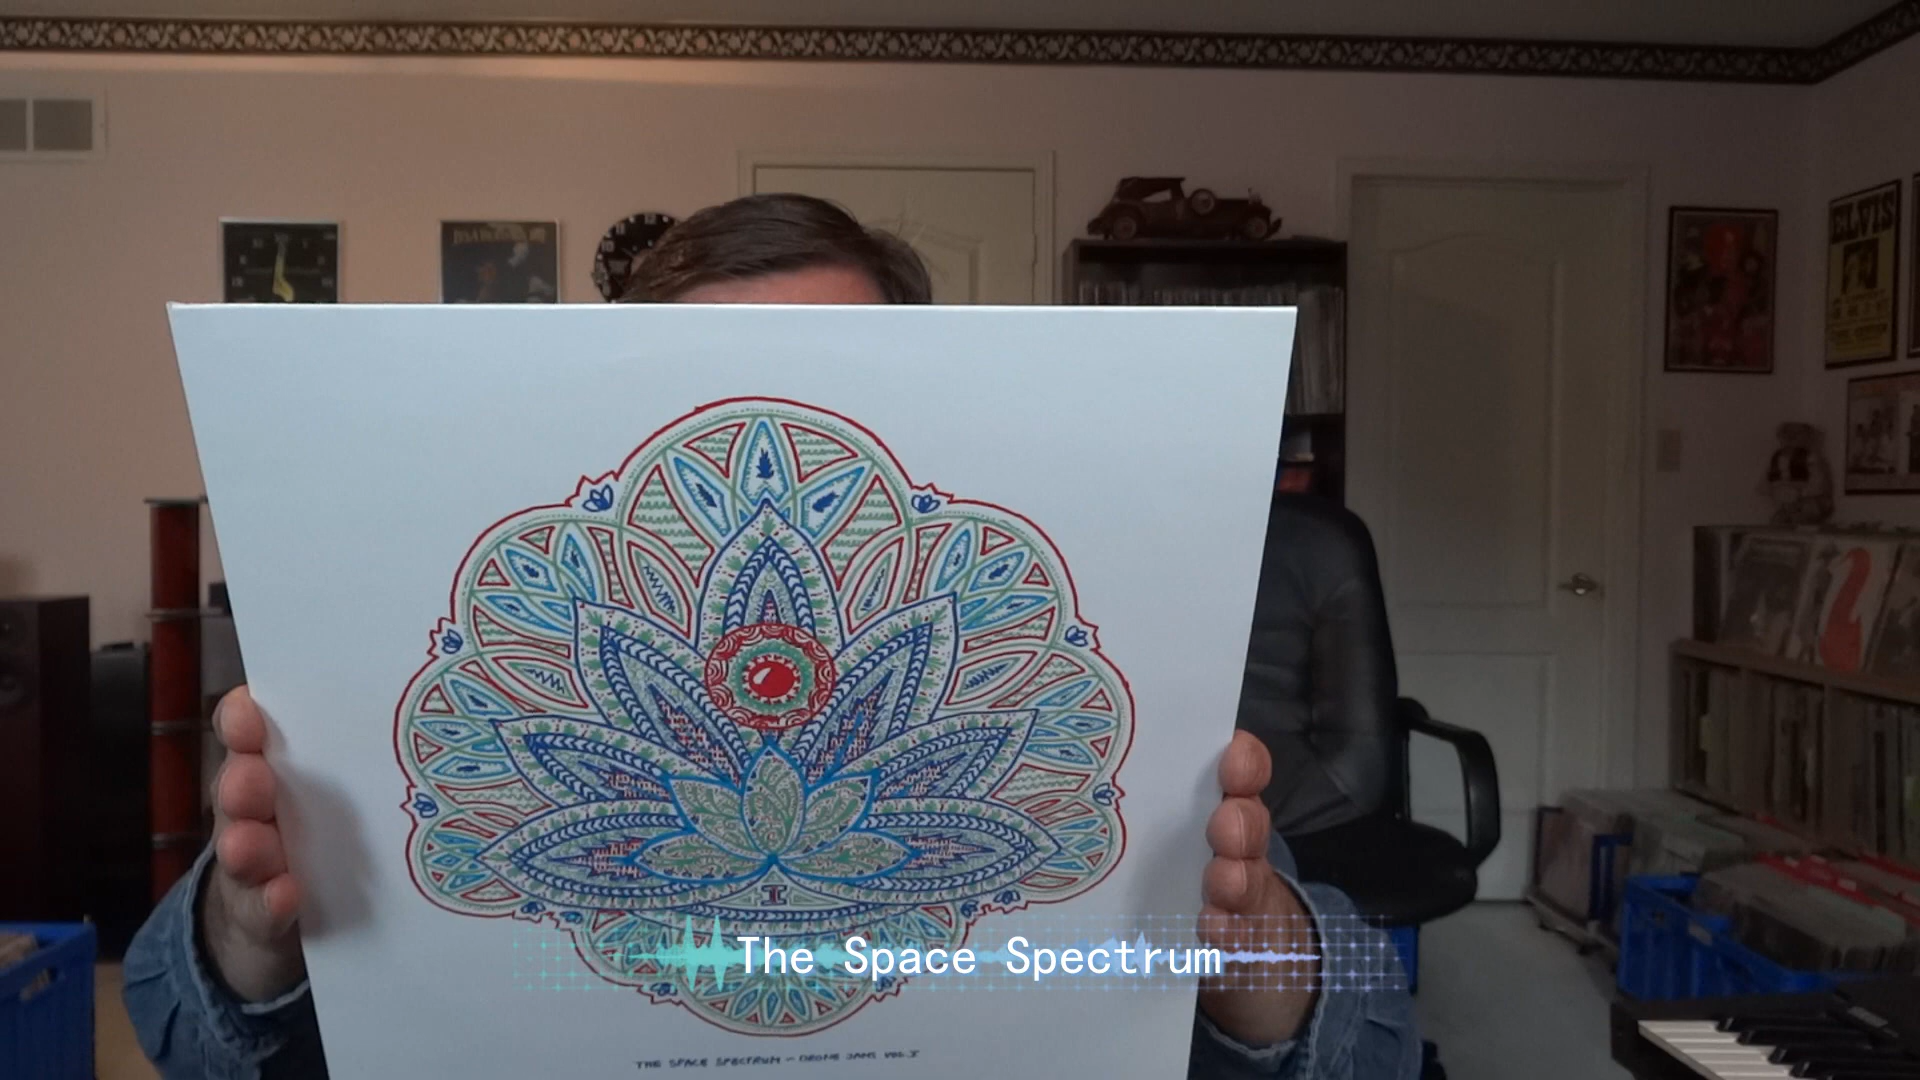 ELVIS
I
The Space Spectrum
THE SPACE SPECTRUM - DRONE JAMS VOL.I